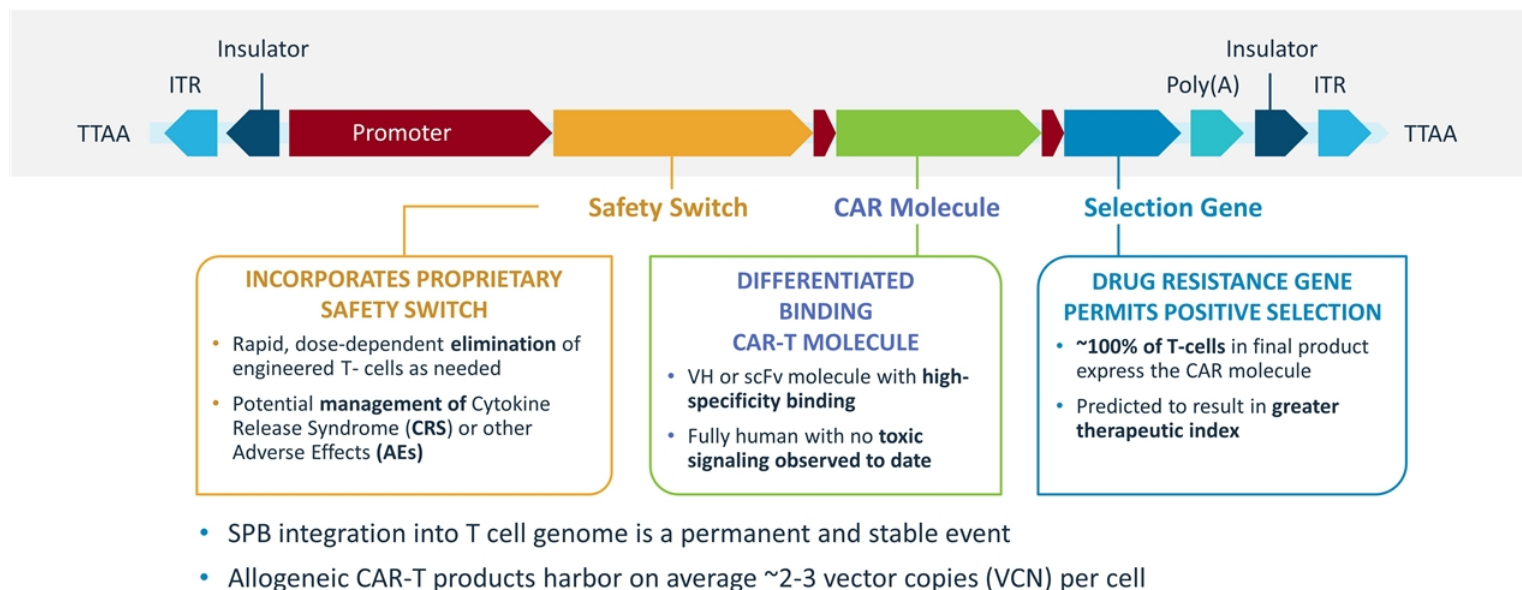 Insulator
Insulator
ITR
Poly(A)
ITR
TTAA
Promoter
TTAA
Safety Switch
CAR Molecule
Selection Gene
INCORPORATES PROPRIETARY
SAFETY SWITCH
• Rapid, dose-dependent elimination of
engineered T- cells as needed
• Potential management of Cytokine
Release Syndrome (CRS) or other
Adverse Effects (AEs)
DIFFERENTIATED
BINDING
CAR-T MOLECULE
• VH or scFv molecule with high-
specificity binding
• Fully human with no toxic
signaling observed to date
DRUG RESISTANCE GENE
PERMITS POSITIVE SELECTION
• ~100% of T-cells in final product
express the CAR molecule
• Predicted to result in greater
therapeutic index
• SPB integration into T cell genome is a permanent and stable event
• Allogeneic CAR-T products harbor on average ~2-3 vector copies (VCN) per cell